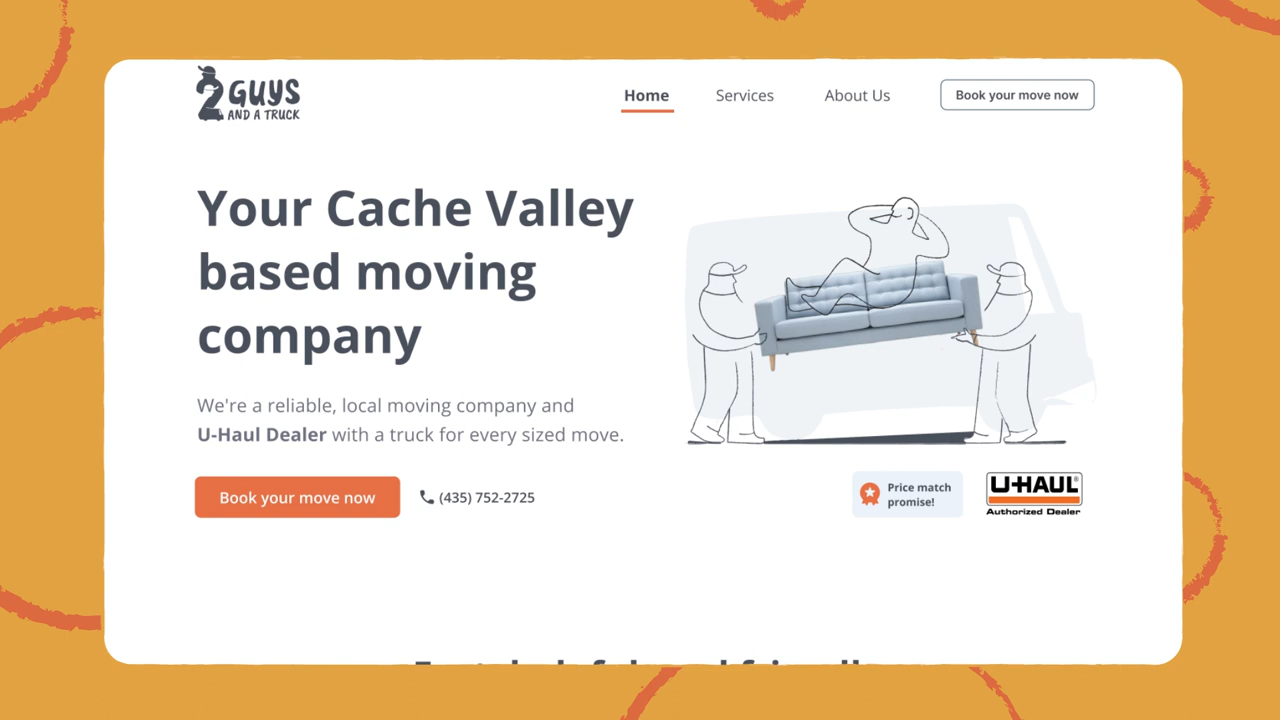 2 GUYS
AND A TRUCK
Home
Services
About Us
Book your move now
Your Cache Valley
based moving
company
We're a reliable, local moving company and
U-Haul Dealer with a truck for every sized move.
Book your move now
(435) 752-2725
Price match
promise!
U-HAUL®
Authorized Dealer